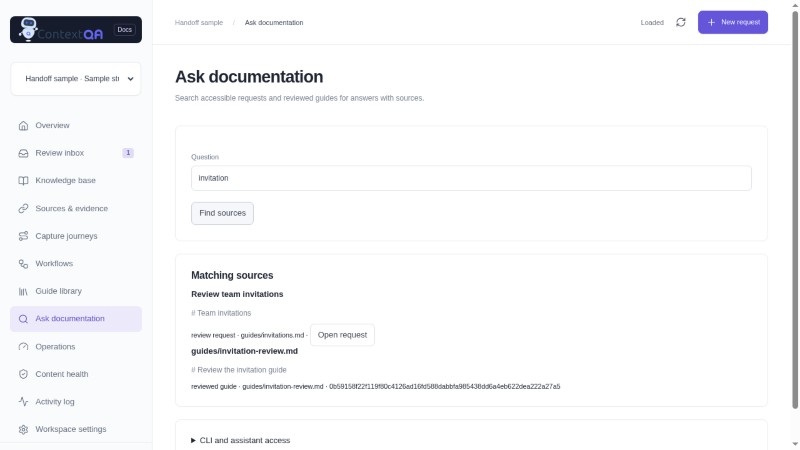 ContextQA Docs
Handoff sample / Ask documentation
Loaded
New request
Handoff sample · Sample st
Overview
Review inbox 1
Knowledge base
Sources & evidence
Capture journeys
Workflows
Guide library
Ask documentation
Operations
Content health
Activity log
Workspace settings
Ask documentation
Search accessible requests and reviewed guides for answers with sources.
Question
invitation
Find sources
Matching sources
Review team invitations
# Team invitations
review request · guides/invitations.md · Open request
guides/invitation-review.md
# Review the invitation guide
reviewed guide · guides/invitation-review.md ·
CLI and assistant access